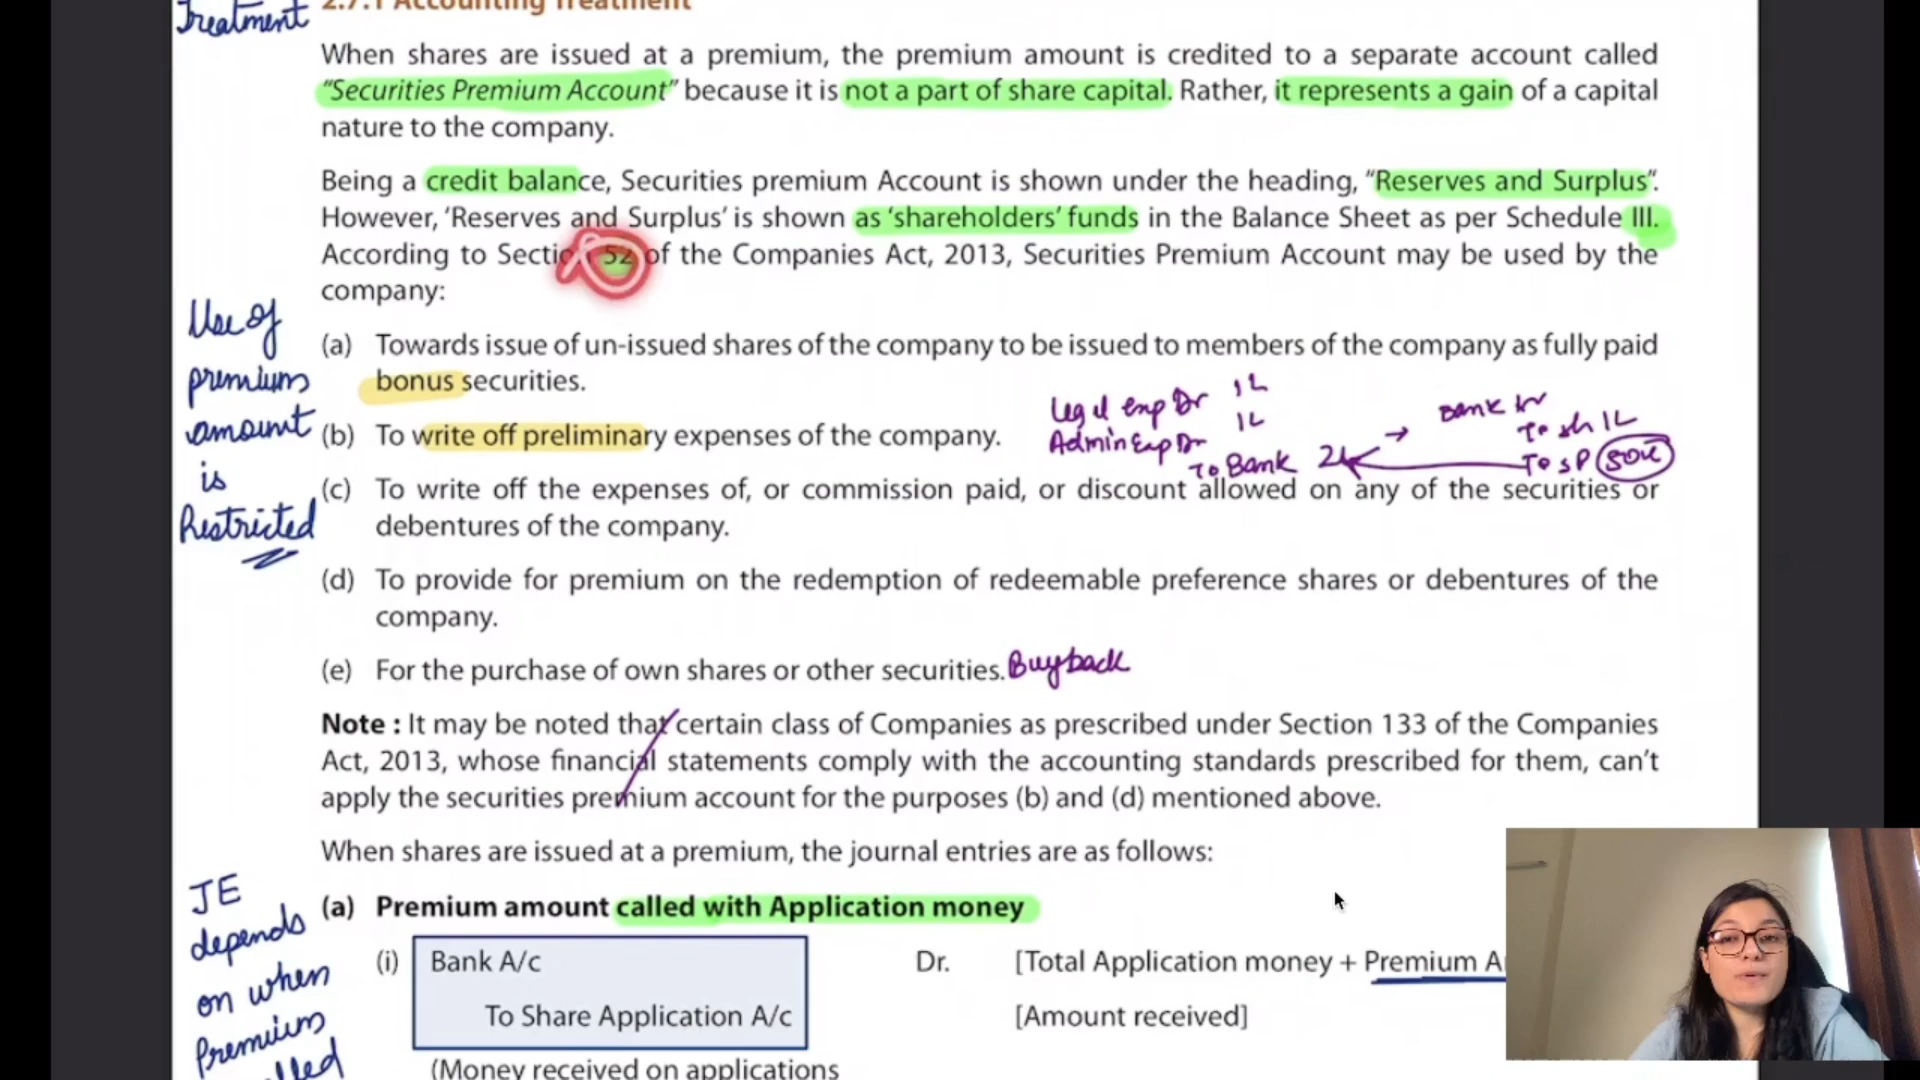 Treatment
2.7.1 Accounting Treatment
When shares are issued at a premium, the premium amount is credited to a separate account called
"Securities Premium Account" because it is not a part of share capital. Rather, it represents a gain of a capital
nature to the company.
Being a credit balance, Securities premium Account is shown under the heading, "Reserves and Surplus".
However, 'Reserves and Surplus' is shown as 'shareholders' funds in the Balance Sheet as per Schedule III.
According to Section 52 of the Companies Act, 2013, Securities Premium Account may be used by the
company:
Use of
premium
amount
is
Restricted
(a) Towards issue of un-issued shares of the company to be issued to members of the company as fully paid
bonus securities.
(b) To write off preliminary expenses of the company.
Legal exp Dr 1L
Admin Exp Dr 1L
To Bank 2L
Bank Dr
To sh 1L
To SP 50K
(c) To write off the expenses of, or commission paid, or discount allowed on any of the securities or
debentures of the company.
(d) To provide for premium on the redemption of redeemable preference shares or debentures of the
company.
(e) For the purchase of own shares or other securities. Buyback
Note : It may be noted that certain class of Companies as prescribed under Section 133 of the Companies
Act, 2013, whose financial statements comply with the accounting standards prescribed for them, can't
apply the securities premium account for the purposes (b) and (d) mentioned above.
When shares are issued at a premium, the journal entries are as follows:
JE
depends
on when
Premium
(a) Premium amount called with Application money
(i) Bank A/c Dr. [Total Application money + Premium
To Share Application A/c [Amount received]
(Money received on applications